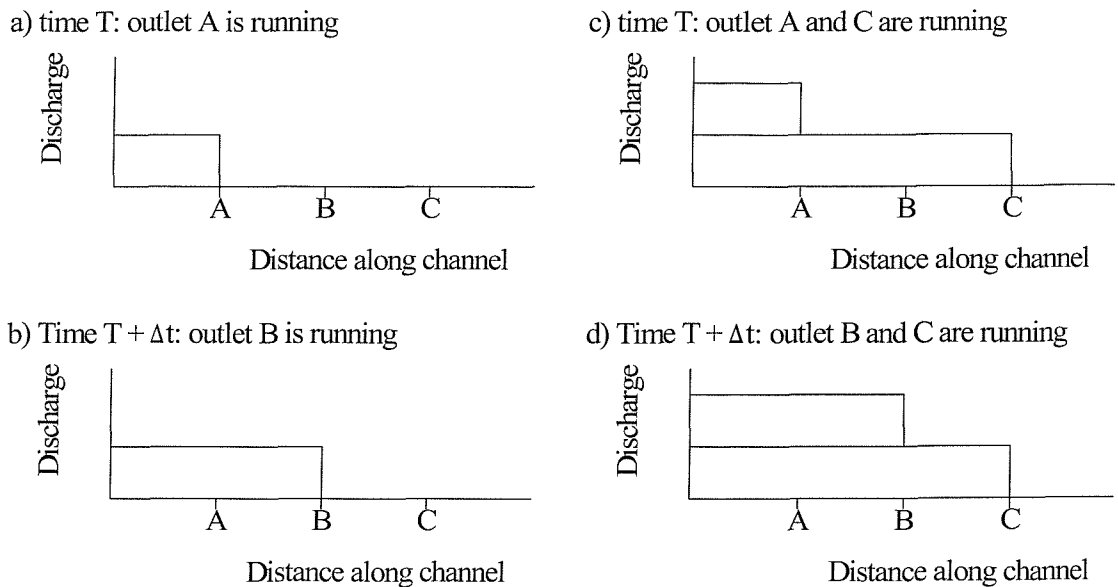 a) time T: outlet A is running
Discharge
A B C
Distance along channel
b) Time T + Δt: outlet B is running
Discharge
A B C
Distance along channel
c) time T: outlet A and C are running
Discharge
A B C
Distance along channel
d) Time T + Δt: outlet B and C are running
Discharge
A B C
Distance along channel